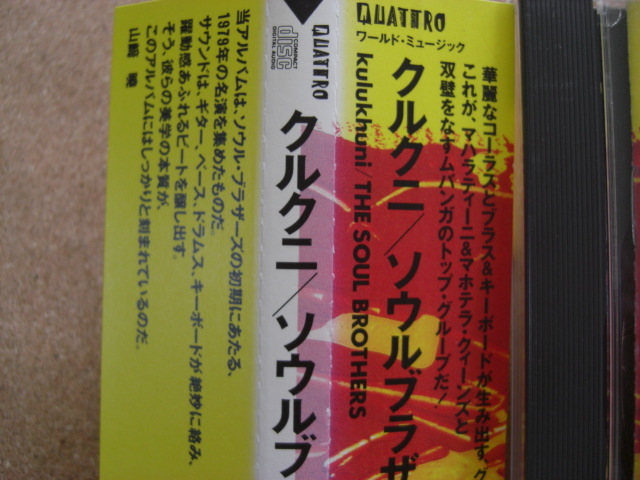 QUATTRO
ワールド・ミュージック
華麗なコーラスとブラス&キーボードが生み出す、グ
これが、マハラティーニ&マホテラ・クイーンズと
双璧をなすムバンガのトップ・グループだ!
クルクニ/ソウルブラザ
kulukhuni/THE SOUL BROTHERS
QUATTRO
COMPACT
disc
DIGITAL AUDIO
クルクニ/ソウルブ
当アルバムは、ソウル・ブラザーズの初期にあたる、
1979年の名演を集めたものだ。
サウンドは、ギター、ベース、ドラムス、キーボードが絶妙に絡み、
躍動感あふれるビートを醸し出す。
そう、彼らの美学の本質が、
このアルバムにはしっかりと刻まれているのだ。
山崎 暁